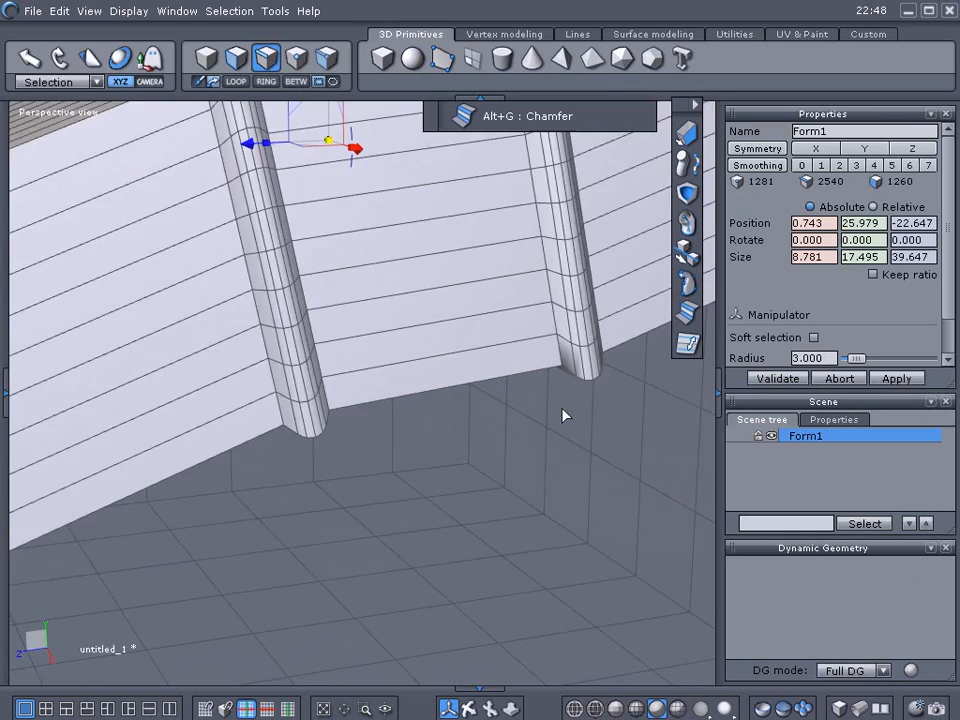 File Edit View Display Window Selection Tools Help 22:48
3D Primitives Vertex modeling Lines Surface modeling Utilities UV & Paint Custom
Selection XYZ CAMERA LOOP RING BETW
Perspective view
Alt+G : Chamfer
Properties
Name Form1
Symmetry X Y Z
Smoothing 0 1 2 3 4 5 6 7
1281 2540 1260
Absolute Relative
Position 0.743 25.979 -22.647
Rotate 0.000 0.000 0.000
Size 8.781 17.495 39.647
Keep ratio
Manipulator
Soft selection
Radius 3.000
Validate Abort Apply
Scene
Scene tree Properties
Form1
Select
Dynamic Geometry
Y
Z X
untitled_1 *
DG mode: Full DG